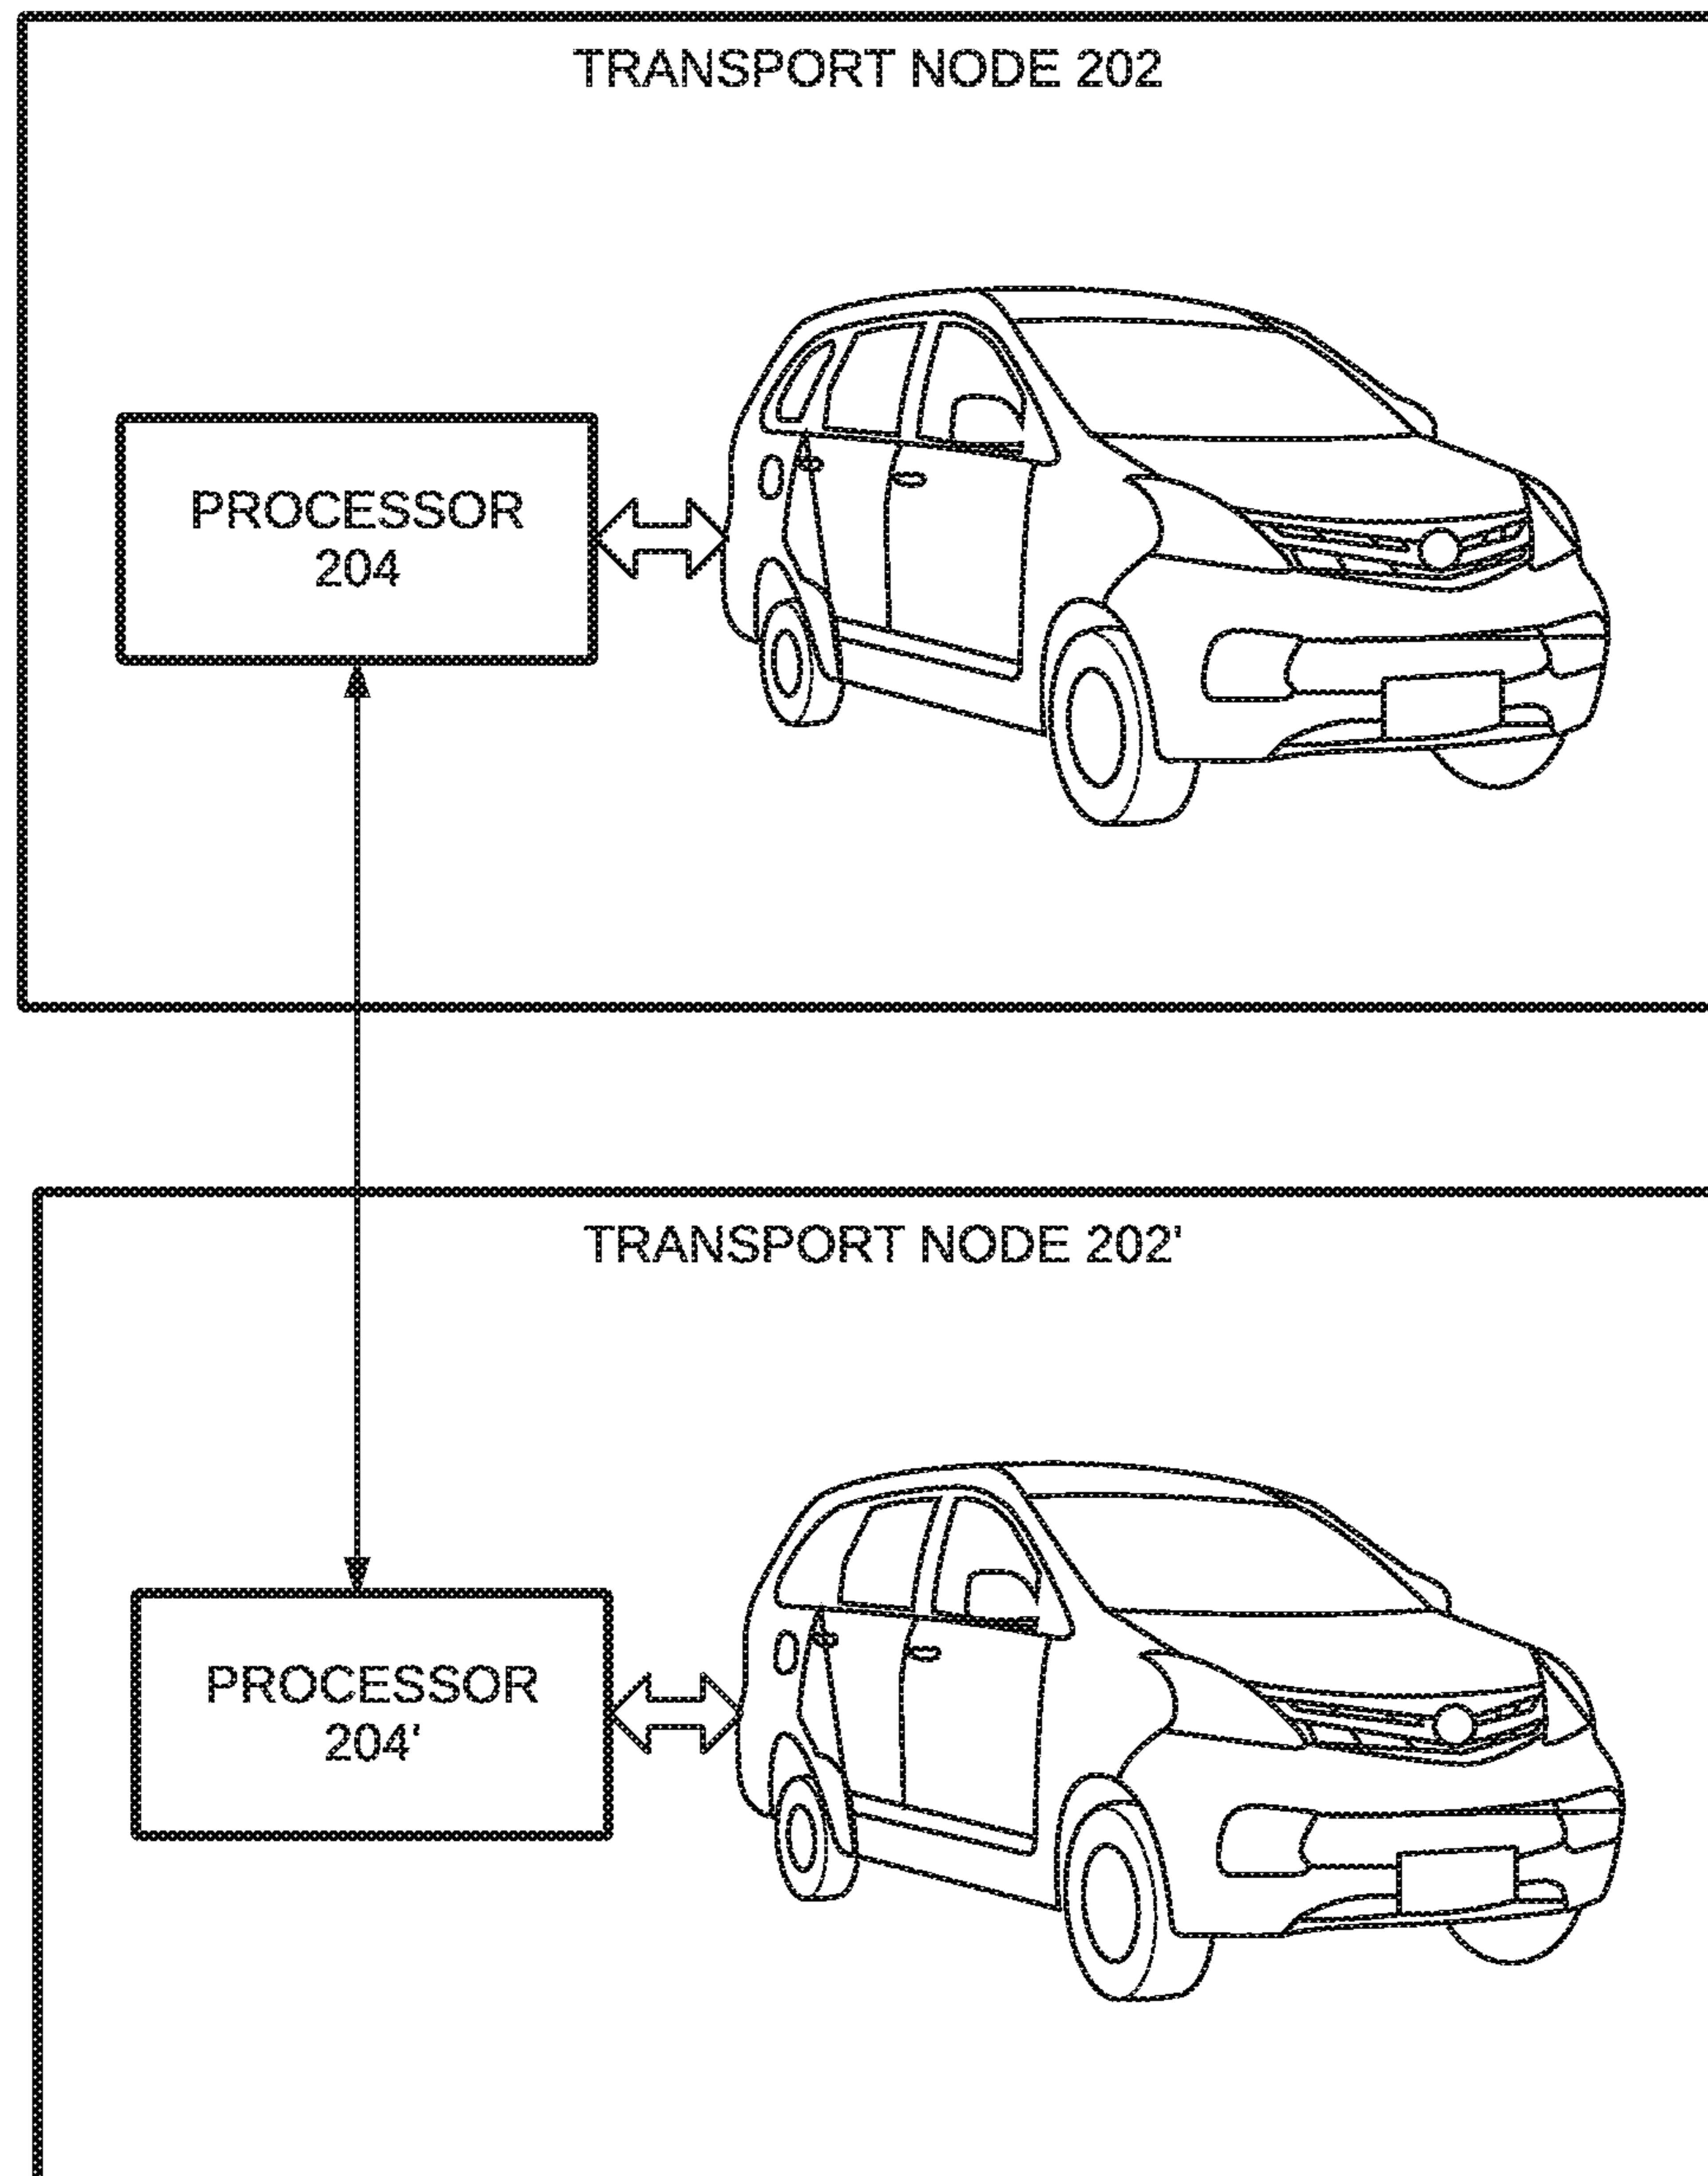 TRANSPORT NODE 202
PROCESSOR
204
TRANSPORT NODE 202'
PROCESSOR
204'